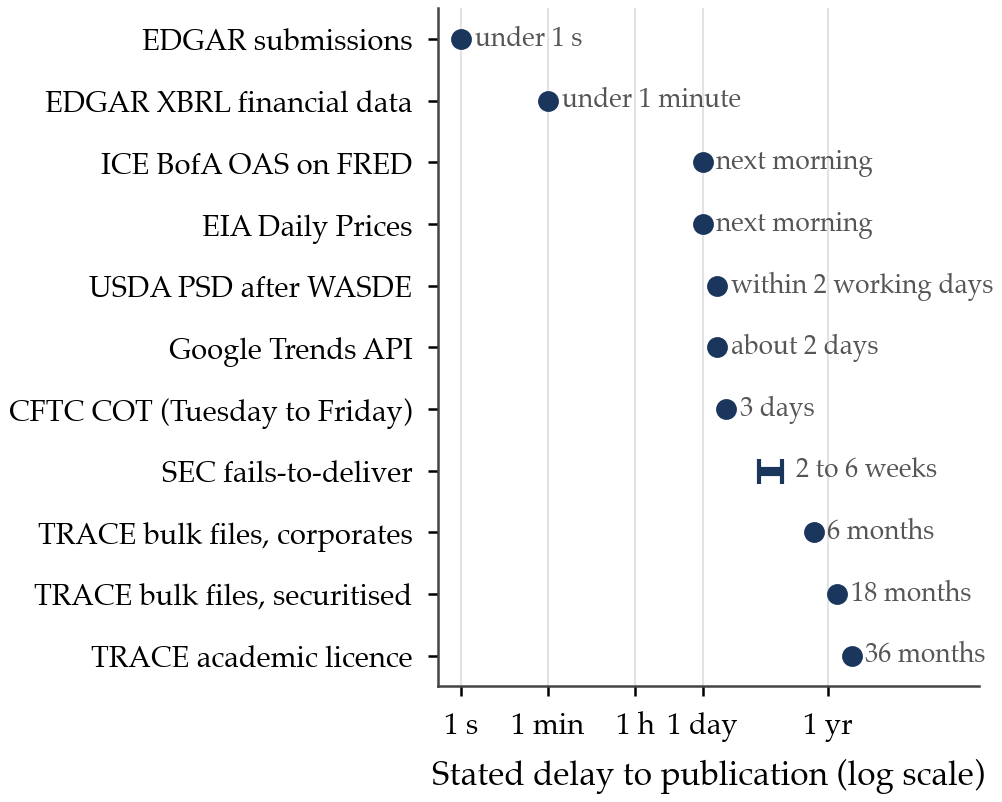 EDGAR submissions under 1 s
EDGAR XBRL financial data under 1 minute
ICE BofA OAS on FRED next morning
EIA Daily Prices next morning
USDA PSD after WASDE within 2 working days
Google Trends API about 2 days
CFTC COT (Tuesday to Friday) 3 days
SEC fails-to-deliver 2 to 6 weeks
TRACE bulk files, corporates 6 months
TRACE bulk files, securitised 18 months
TRACE academic licence 36 months
1 s 1 min 1 h 1 day 1 yr
Stated delay to publication (log scale)